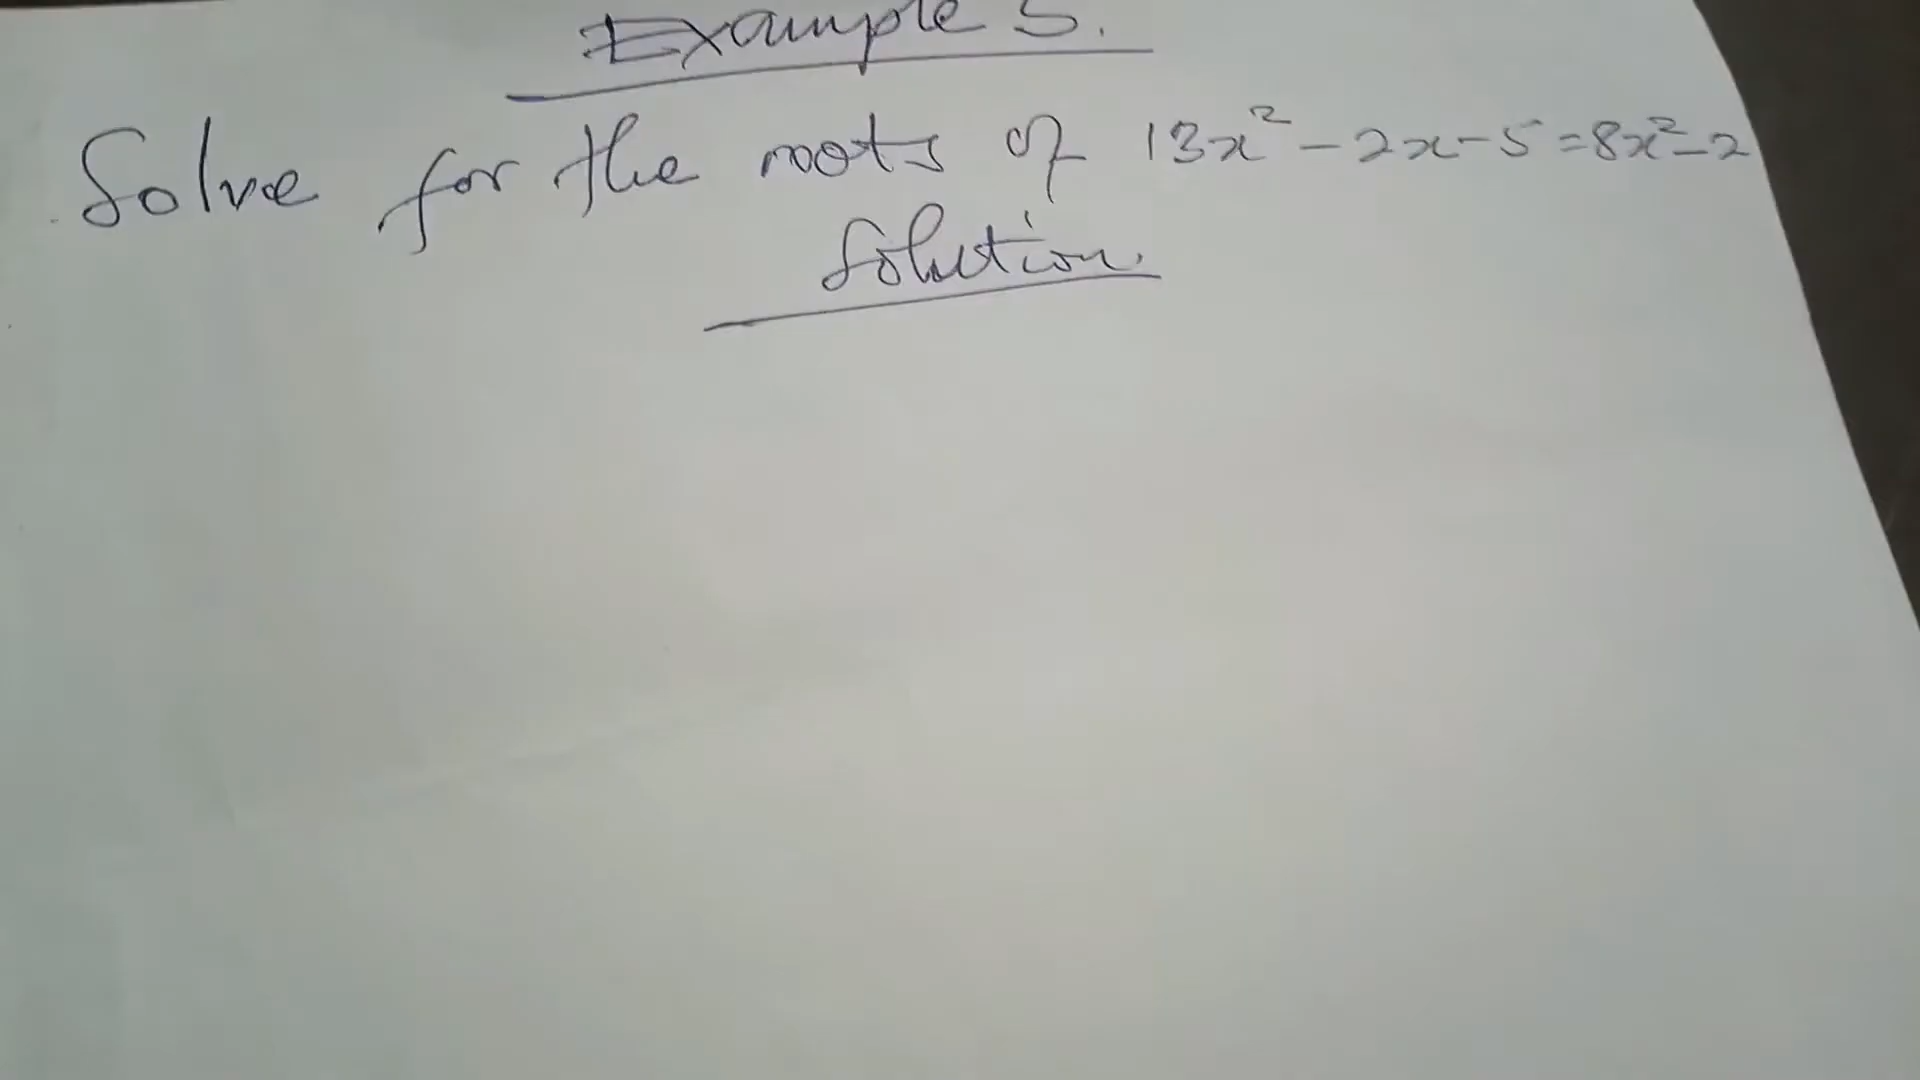 Example 5.
Solve for the roots of 13x² - 2x - 5 = 8x² - 2
Solution.